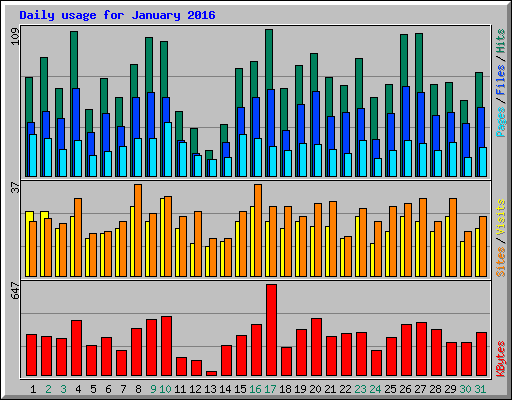 Daily usage for January 2016
109
Pages / Files / Hits
37
Sites / Visits
647
KBytes
1 2 3 4 5 6 7 8 9 10 11 12 13 14 15 16 17 18 19 20 21 22 23 24 25 26 27 28 29 30 31